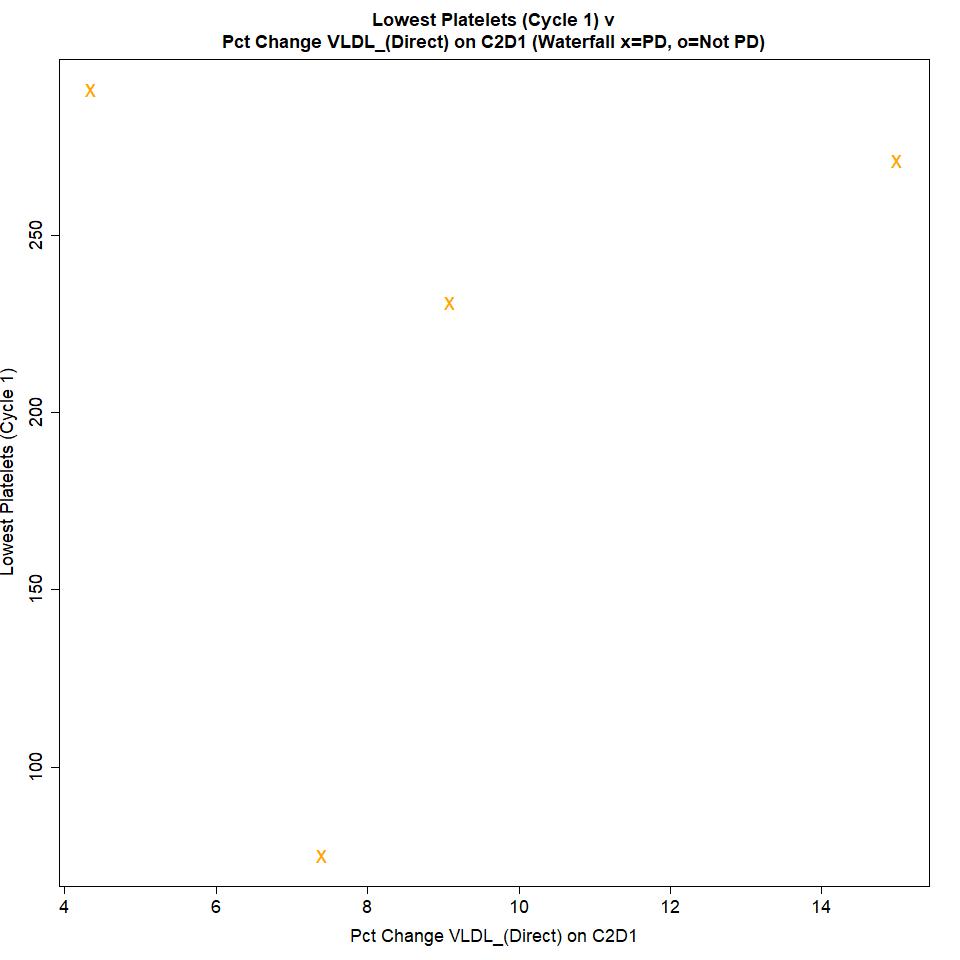 Lowest Platelets (Cycle 1) v
Pct Change VLDL_(Direct) on C2D1 (Waterfall x=PD, o=Not PD)
Lowest Platelets (Cycle 1)
250
200
150
100
X
X
X
X
4 6 8 10 12 14
Pct Change VLDL_(Direct) on C2D1